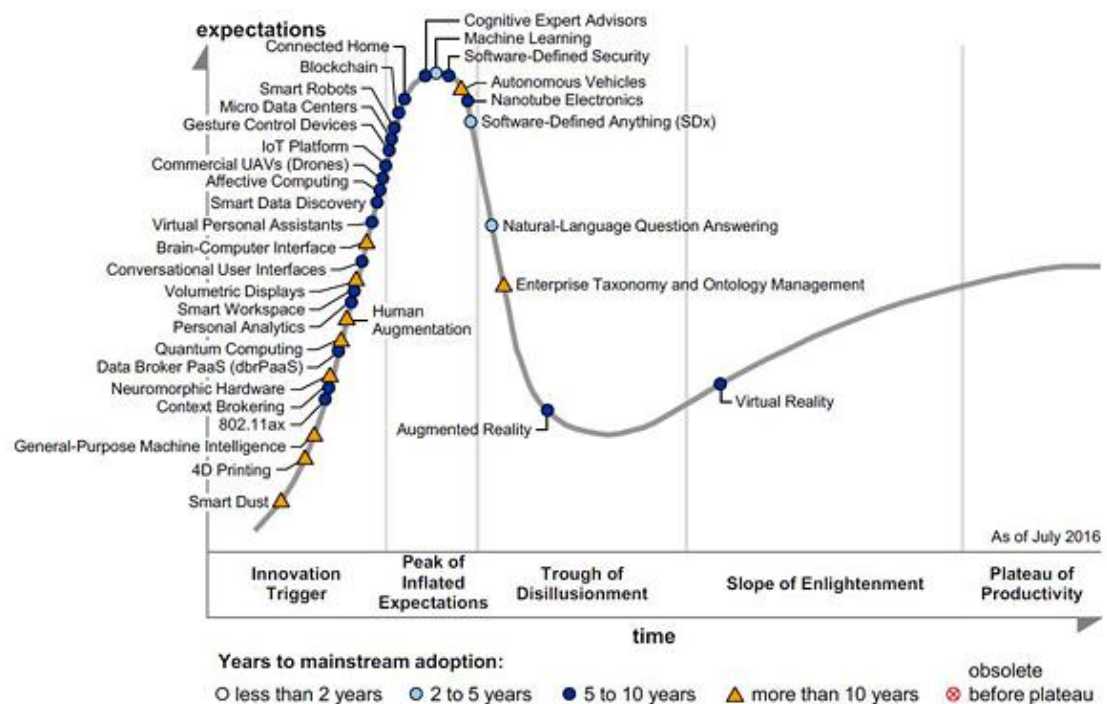 expectations
Cognitive Expert Advisors
Connected Home
Machine Learning
Blockchain
Software-Defined Security
Smart Robots
Autonomous Vehicles
Micro Data Centers
Nanotube Electronics
Gesture Control Devices
Software-Defined Anything (SDx)
IoT Platform
Commercial UAVs (Drones)
Affective Computing
Smart Data Discovery
Virtual Personal Assistants
Natural-Language Question Answering
Brain-Computer Interface
Conversational User Interfaces
Volumetric Displays
Enterprise Taxonomy and Ontology Management
Smart Workspace
Human
Augmentation
Personal Analytics
Quantum Computing
Data Broker PaaS (dbrPaaS)
Neuromorphic Hardware
Context Brokering
802.11ax
Virtual Reality
Augmented Reality
General-Purpose Machine Intelligence
4D Printing
Smart Dust
As of July 2016
Innovation
Trigger
Peak of
Inflated
Expectations
Trough of
Disillusionment
Slope of Enlightenment
Plateau of
Productivity
time
Years to mainstream adoption:
less than 2 years
2 to 5 years
5 to 10 years
more than 10 years
obsolete
before plateau